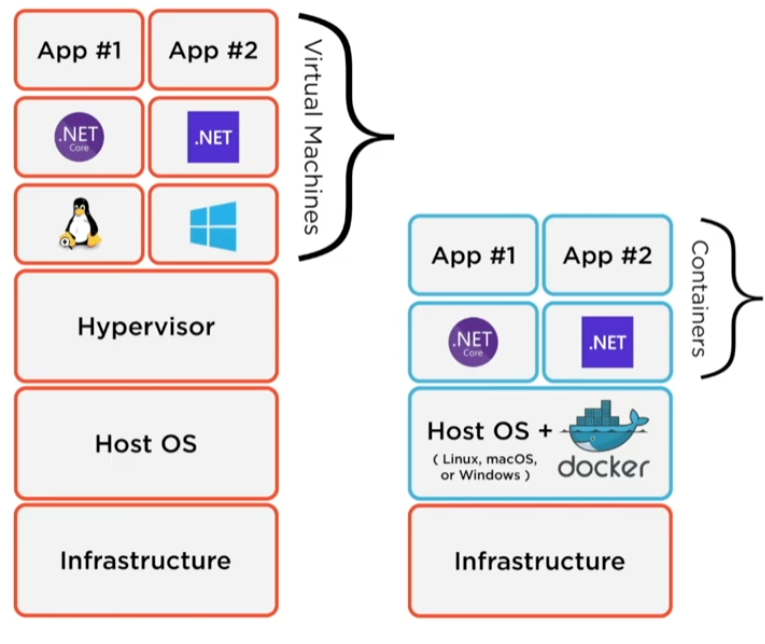 App #1
App #2
.NET
Core
.NET
Virtual Machines
Hypervisor
Host OS
Infrastructure
App #1
App #2
.NET
Core
.NET
Containers
Host OS +
( Linux, macOS,
or Windows )
docker
Infrastructure